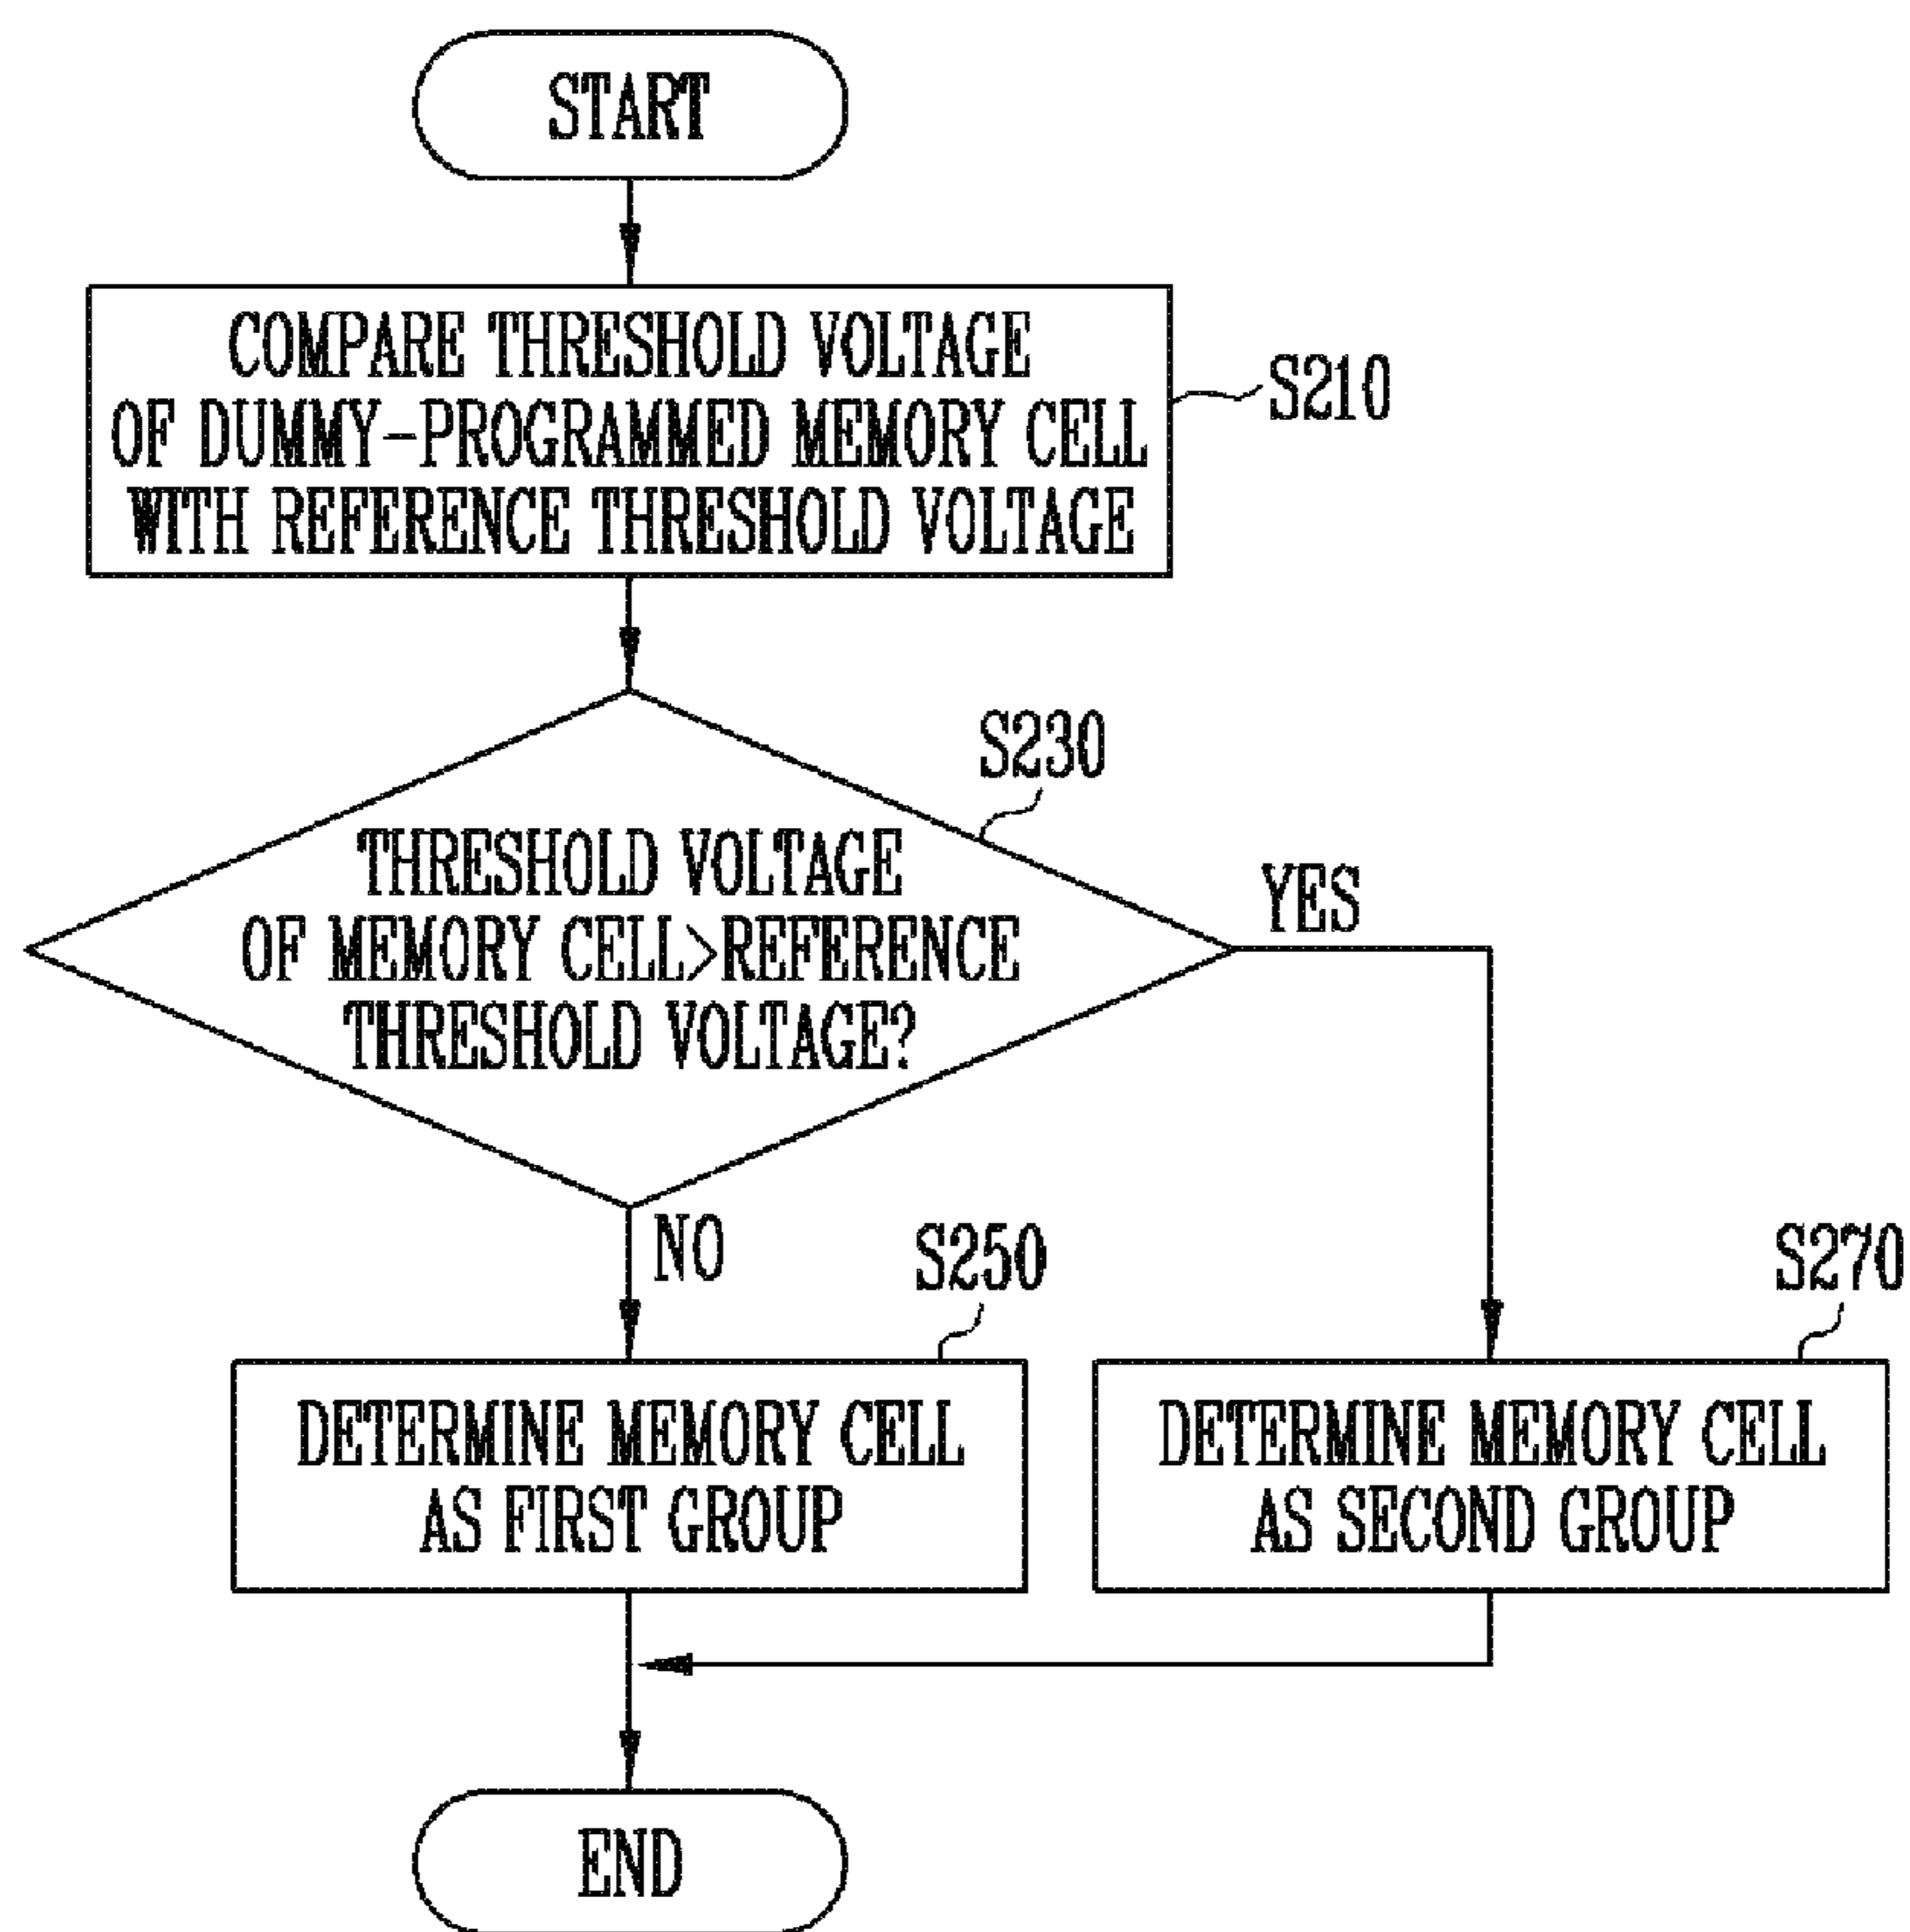 START
COMPARE THRESHOLD VOLTAGE
OF DUMMY-PROGRAMMED MEMORY CELL
WITH REFERENCE THRESHOLD VOLTAGE
S210
S230
THRESHOLD VOLTAGE
OF MEMORY CELL>REFERENCE
THRESHOLD VOLTAGE?
YES
NO
S250
S270
DETERMINE MEMORY CELL
AS FIRST GROUP
DETERMINE MEMORY CELL
AS SECOND GROUP
END